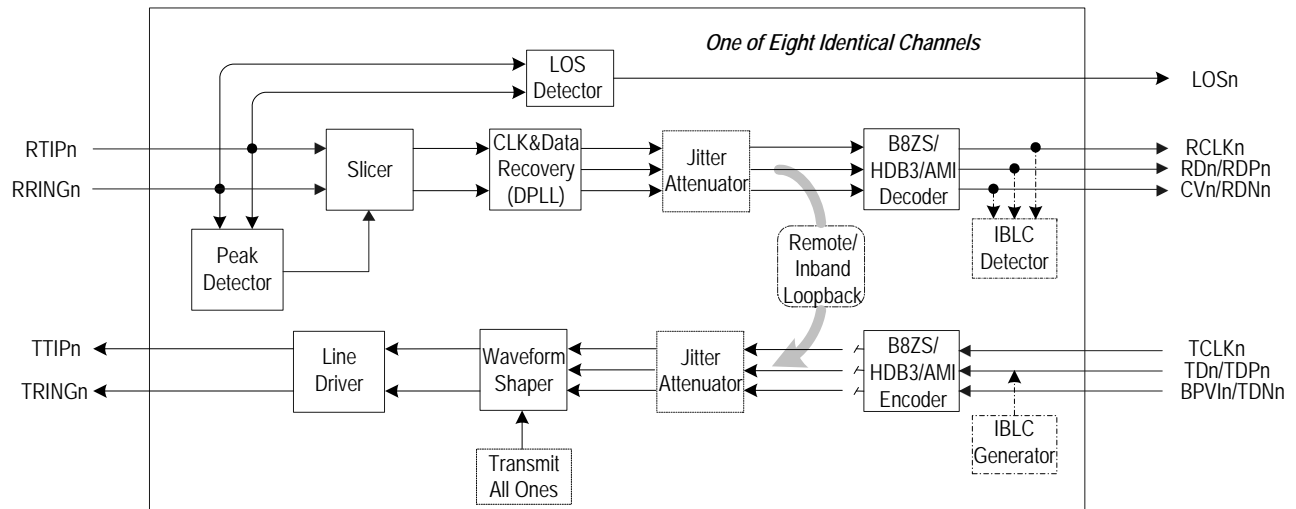 One of Eight Identical Channels
LOS
Detector
LOSn
RTIPn
RRINGn
Slicer
CLK&Data
Recovery
(DPLL)
Jitter
Attenuator
B8ZS/
HDB3/AMI
Decoder
RCLKn
RDn/RDPn
CVn/RDNn
Peak
Detector
Remote/
Inband
Loopback
IBLC
Detector
TTIPn
TRINGn
Line
Driver
Waveform
Shaper
Jitter
Attenuator
B8ZS/
HDB3/AMI
Encoder
TCLKn
TDn/TDPn
BPVIn/TDNn
Transmit
All Ones
IBLC
Generator